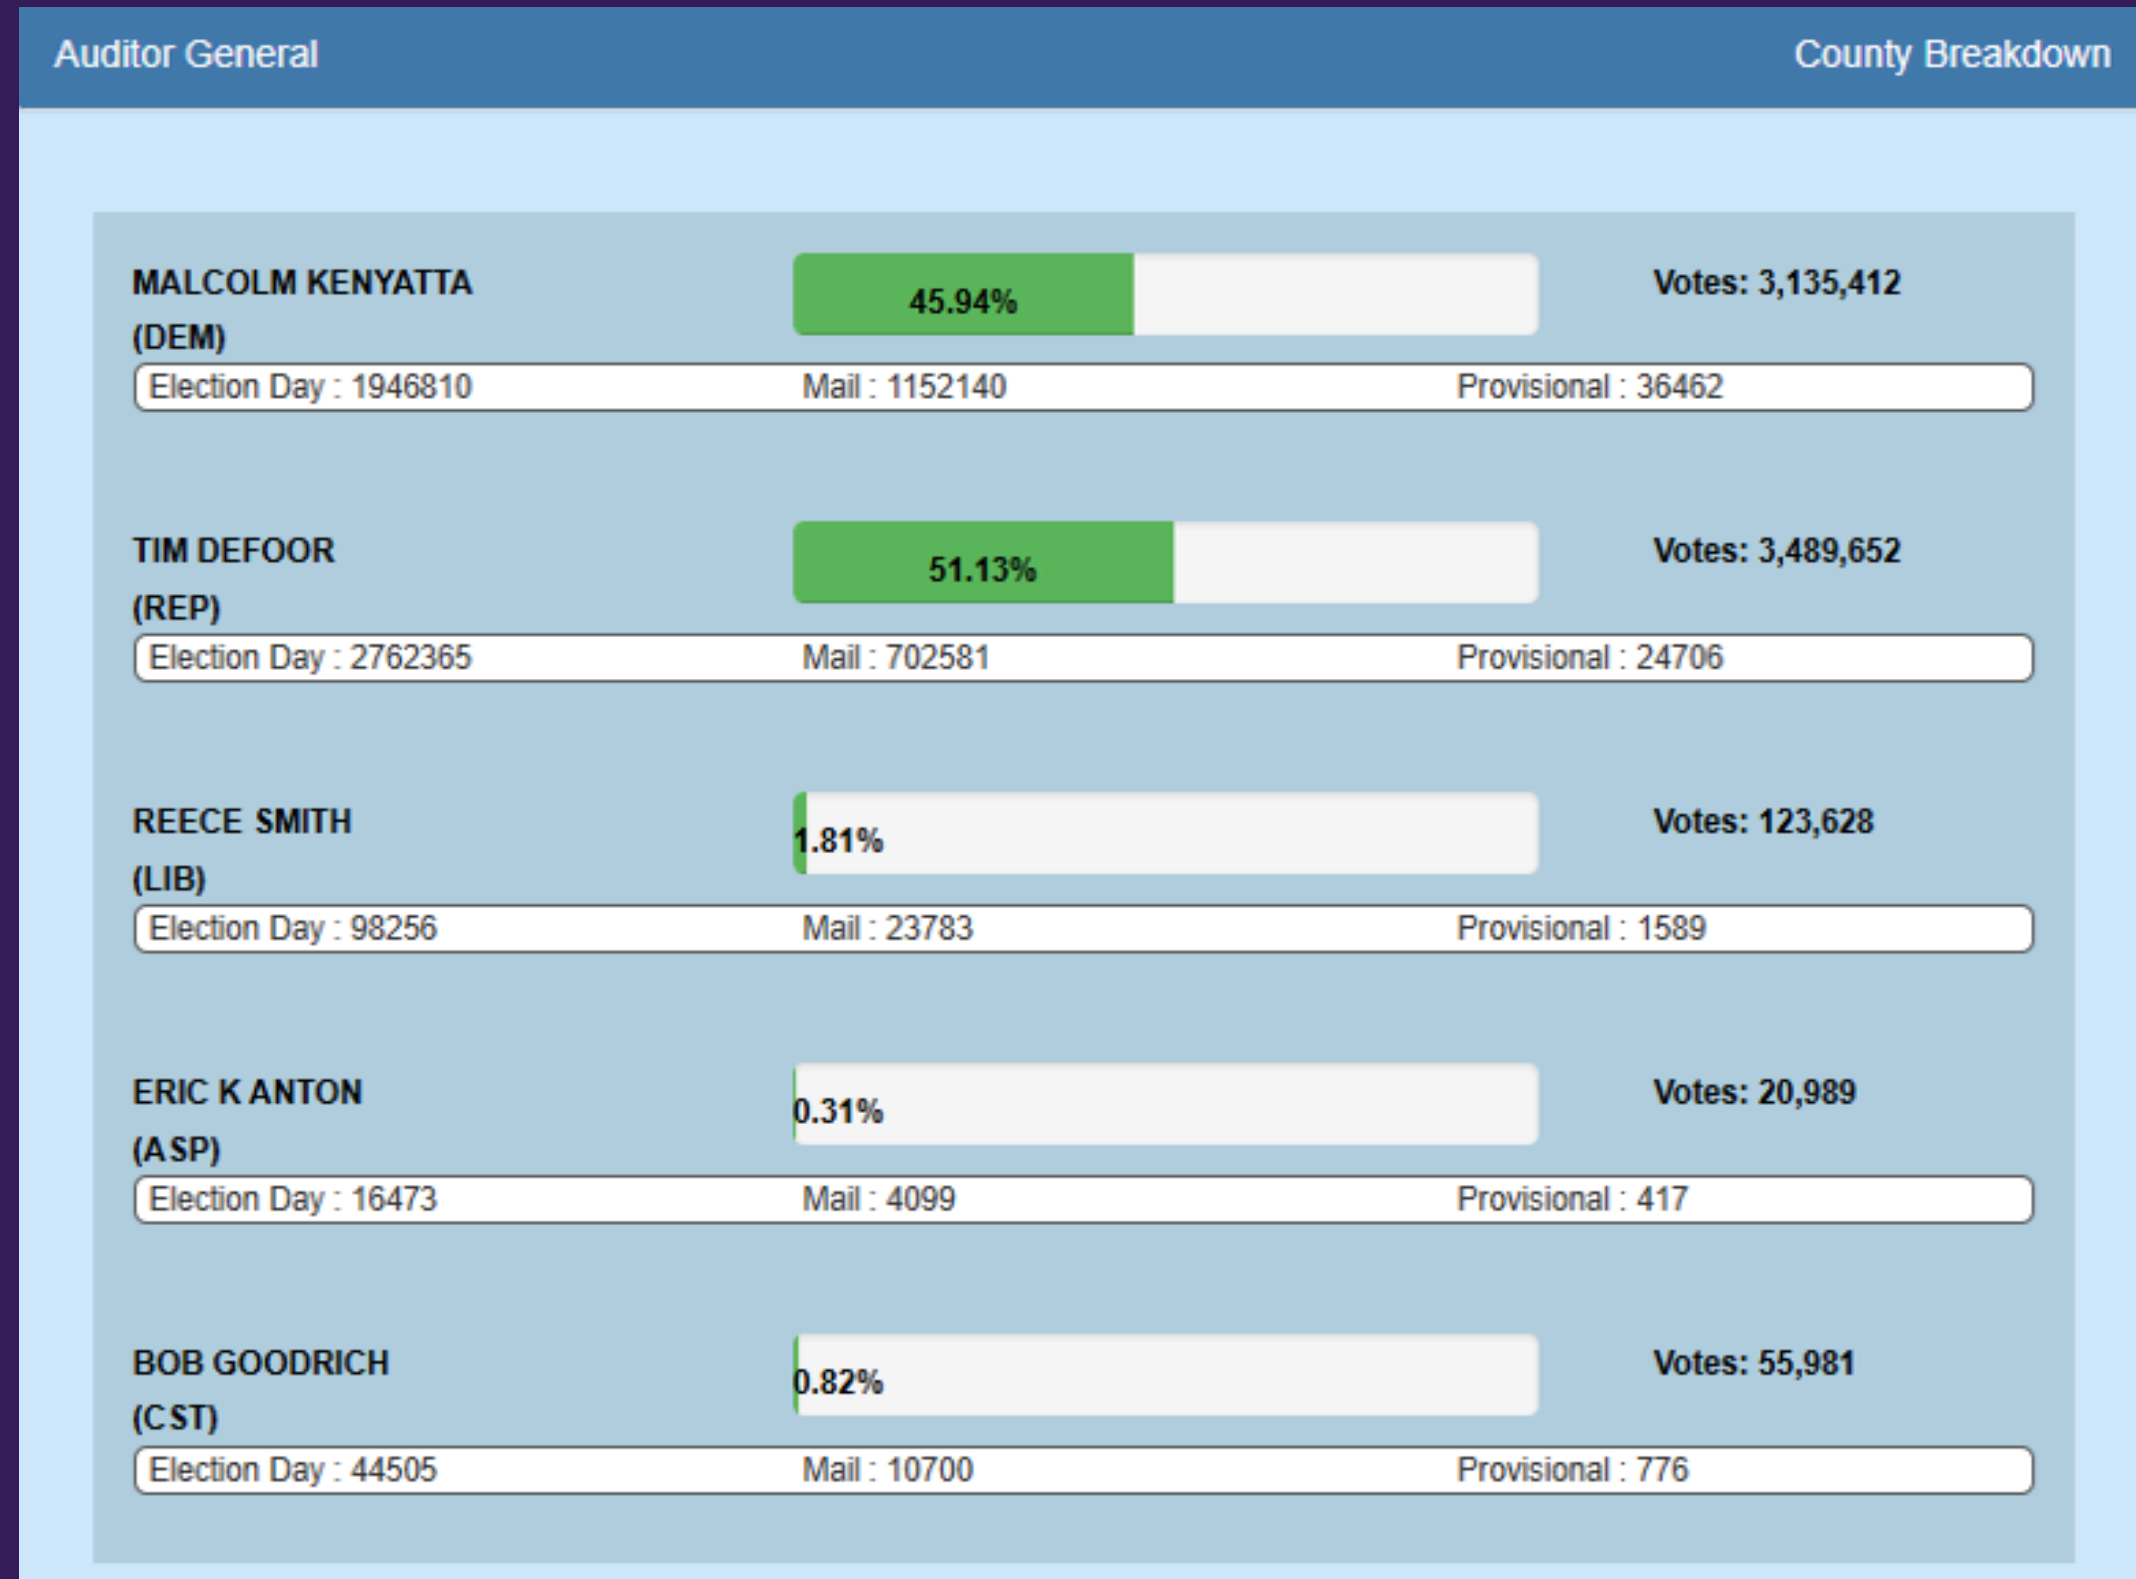 Auditor General County Breakdown
MALCOLM KENYATTA 45.94% Votes: 3,135,412
(DEM)
Election Day : 1946810 Mail : 1152140 Provisional : 36462
TIM DEFOOR 51.13% Votes: 3,489,652
(REP)
Election Day : 2762365 Mail : 702581 Provisional : 24706
REECE SMITH 1.81% Votes: 123,628
(LIB)
Election Day : 98256 Mail : 23783 Provisional : 1589
ERIC K ANTON 0.31% Votes: 20,989
(ASP)
Election Day : 16473 Mail : 4099 Provisional : 417
BOB GOODRICH 0.82% Votes: 55,981
(CST)
Election Day : 44505 Mail : 10700 Provisional : 776